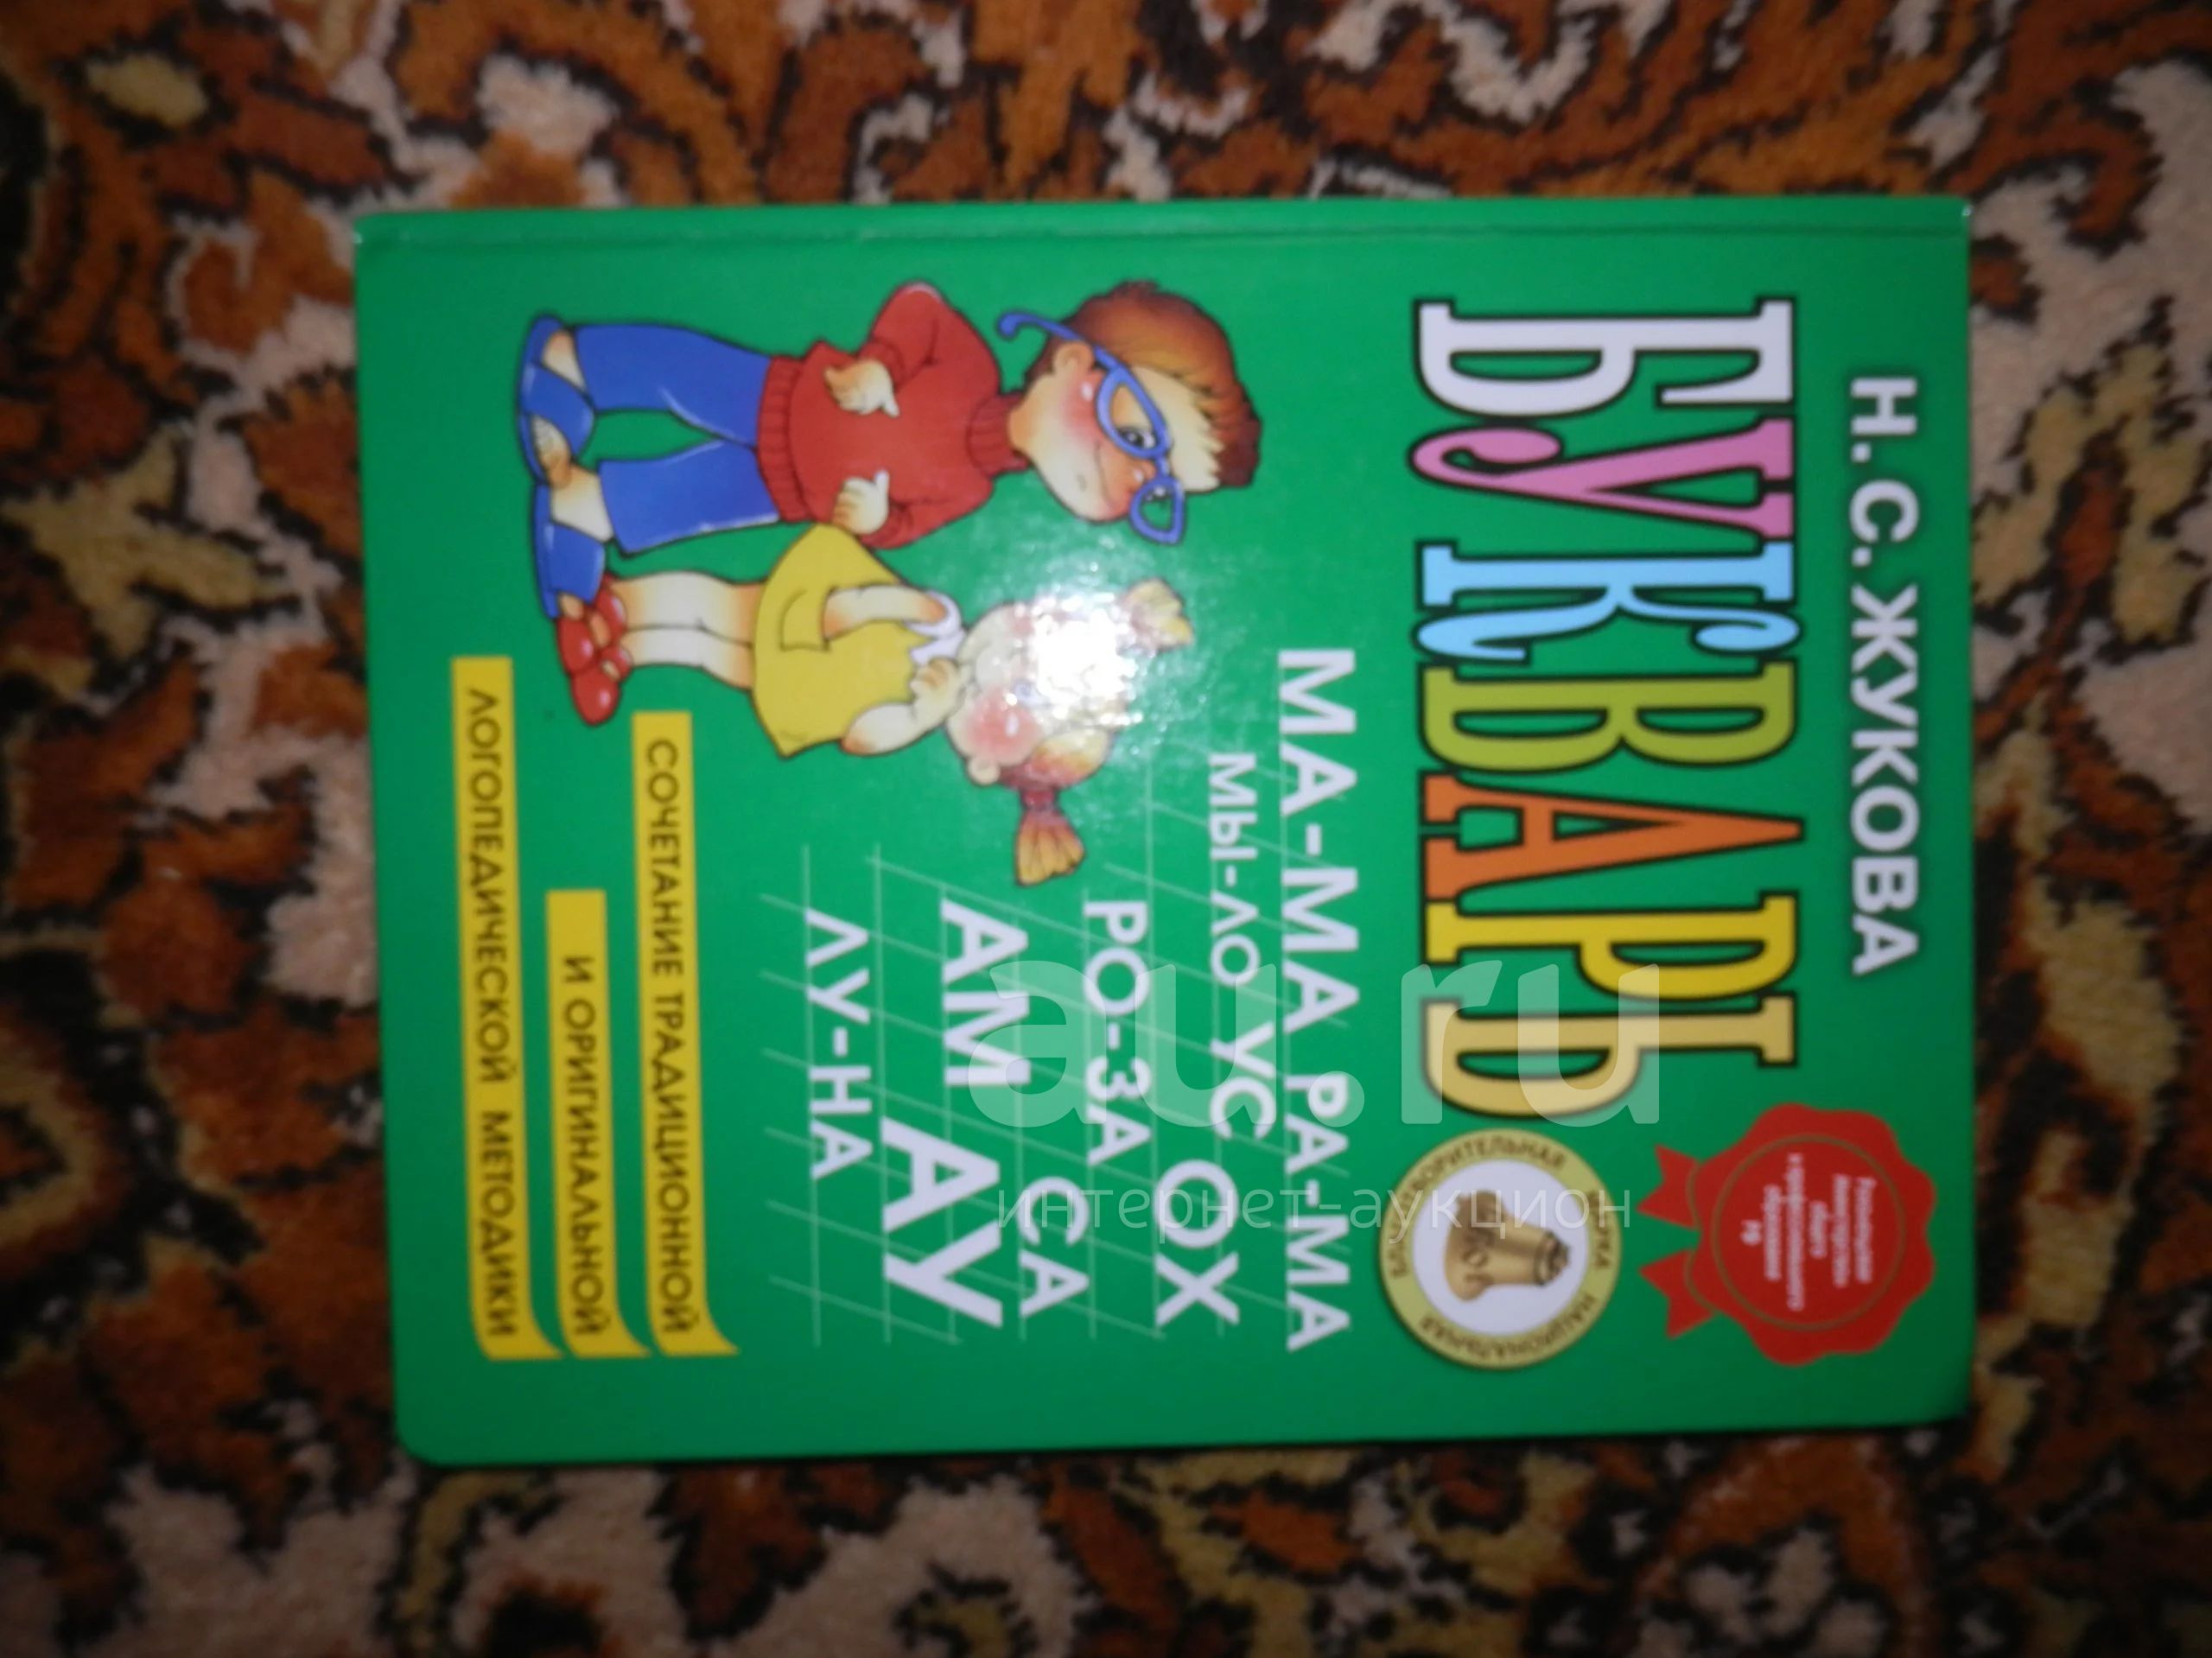 Н. С. ЖУКОВА
БУКВАРЬ
МА-МА РА-МА
МЫ-ЛО УС
РО-ЗА ОХ
АМ СА
АУ
ЛУ-НА
СОЧЕТАНИЕ ТРАДИЦИОННОЙ
И ОРИГИНАЛЬНОЙ
ЛОГОПЕДИЧЕСКОЙ МЕТОДИКИ
НАЦИОНАЛЬНАЯ
au.ru
интернет-аукцион